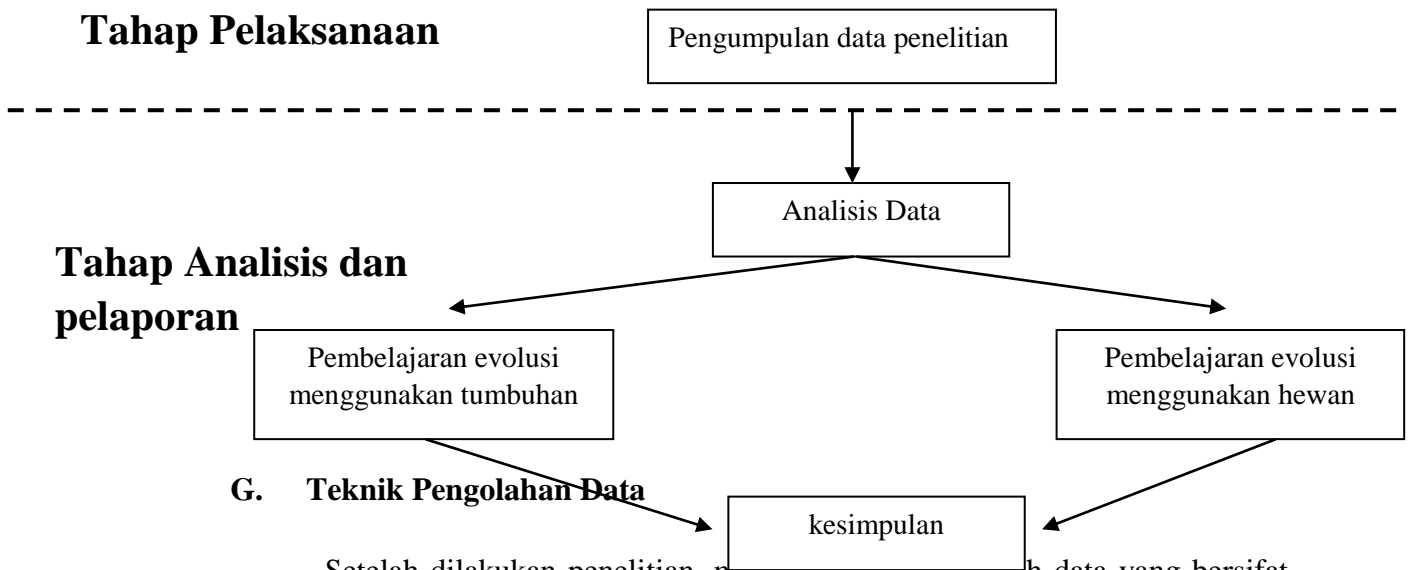 Tahap Pelaksanaan
Pengumpulan data penelitian
Analisis Data
Tahap Analisis dan
pelaporan
Pembelajaran evolusi
menggunakan tumbuhan
Pembelajaran evolusi
menggunakan hewan
G. Teknik Pengolahan Data
kesimpulan
Setelah dilakukan penelitian, data yang bersifat